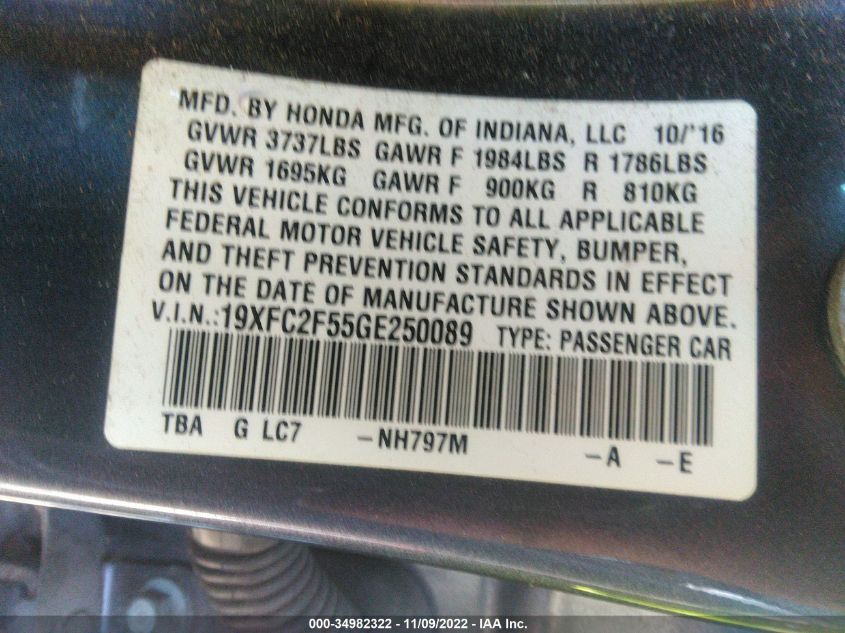 MFD. BY HONDA MFG. OF INDIANA, LLC 10/'16
GVWR 3737LBS GAWR F 1984LBS R 1786LBS
GVWR 1695KG GAWR F 900KG R 810KG
THIS VEHICLE CONFORMS TO ALL APPLICABLE
FEDERAL MOTOR VEHICLE SAFETY, BUMPER,
AND THEFT PREVENTION STANDARDS IN EFFECT
ON THE DATE OF MANUFACTURE SHOWN ABOVE.
V.I.N.:19XFC2F55GE250089 TYPE: PASSENGER CAR
TBA G LC7 -NH797M -A -E
000-34982322 - 11/09/2022 - IAA Inc.